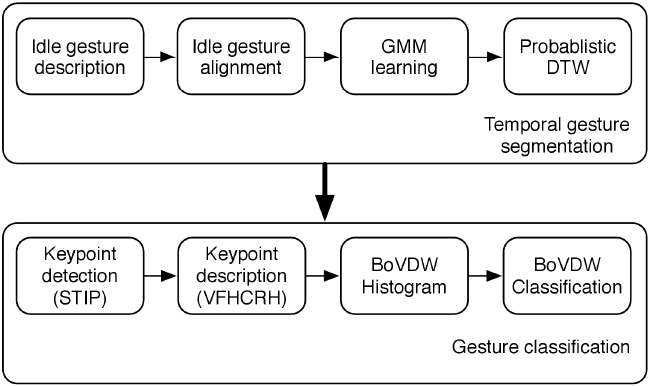 Idle gesture
description
Idle gesture
alignment
GMM
learning
Probablistic
DTW
Temporal gesture
segmentation
Keypoint
detection
(STIP)
Keypoint
description
(VFHCRH)
BoVDW
Histogram
BoVDW
Classification
Gesture classification